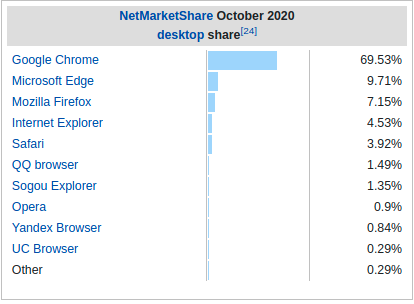 NetMarketShare October 2020
desktop share[24]
Google Chrome 69.53%
Microsoft Edge 9.71%
Mozilla Firefox 7.15%
Internet Explorer 4.53%
Safari 3.92%
QQ browser 1.49%
Sogou Explorer 1.35%
Opera 0.9%
Yandex Browser 0.84%
UC Browser 0.29%
Other 0.29%